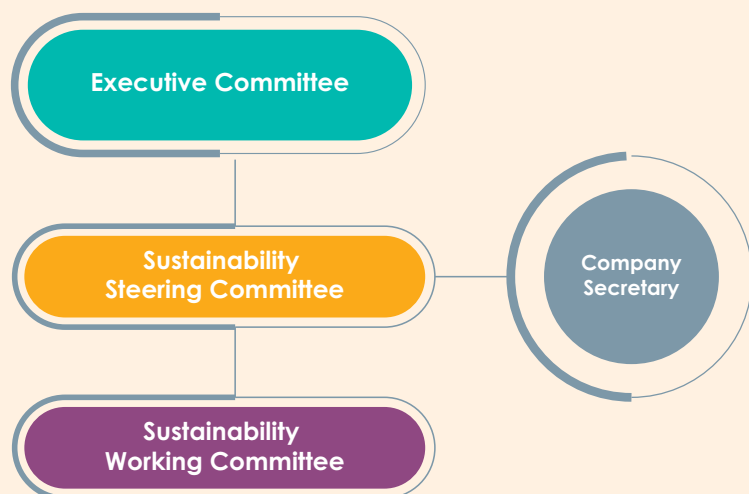 Executive Committee
Sustainability
Steering Committee
Company
Secretary
Sustainability
Working Committee